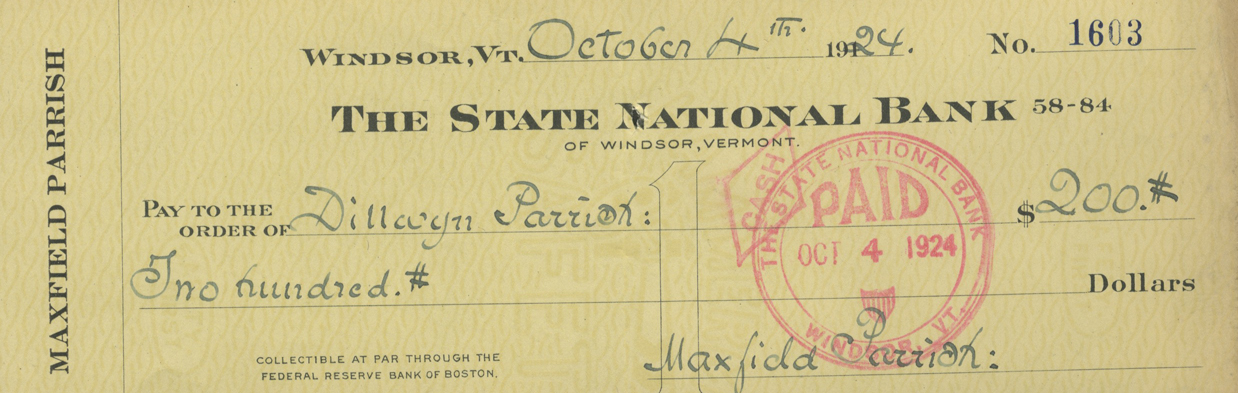 MAXFIELD PARRISH
WINDSOR, VT. October 4th. 1924. No. 1603
THE STATE NATIONAL BANK 58-84
OF WINDSOR, VERMONT.
PAY TO THE ORDER OF Dillwyn Parrish: $200.#
Two hundred.# Dollars
CASH
THE STATE NATIONAL BANK
PAID
OCT 4 1924
WINDSOR, VT.
COLLECTIBLE AT PAR THROUGH THE
FEDERAL RESERVE BANK OF BOSTON.
Maxfield Parrish: